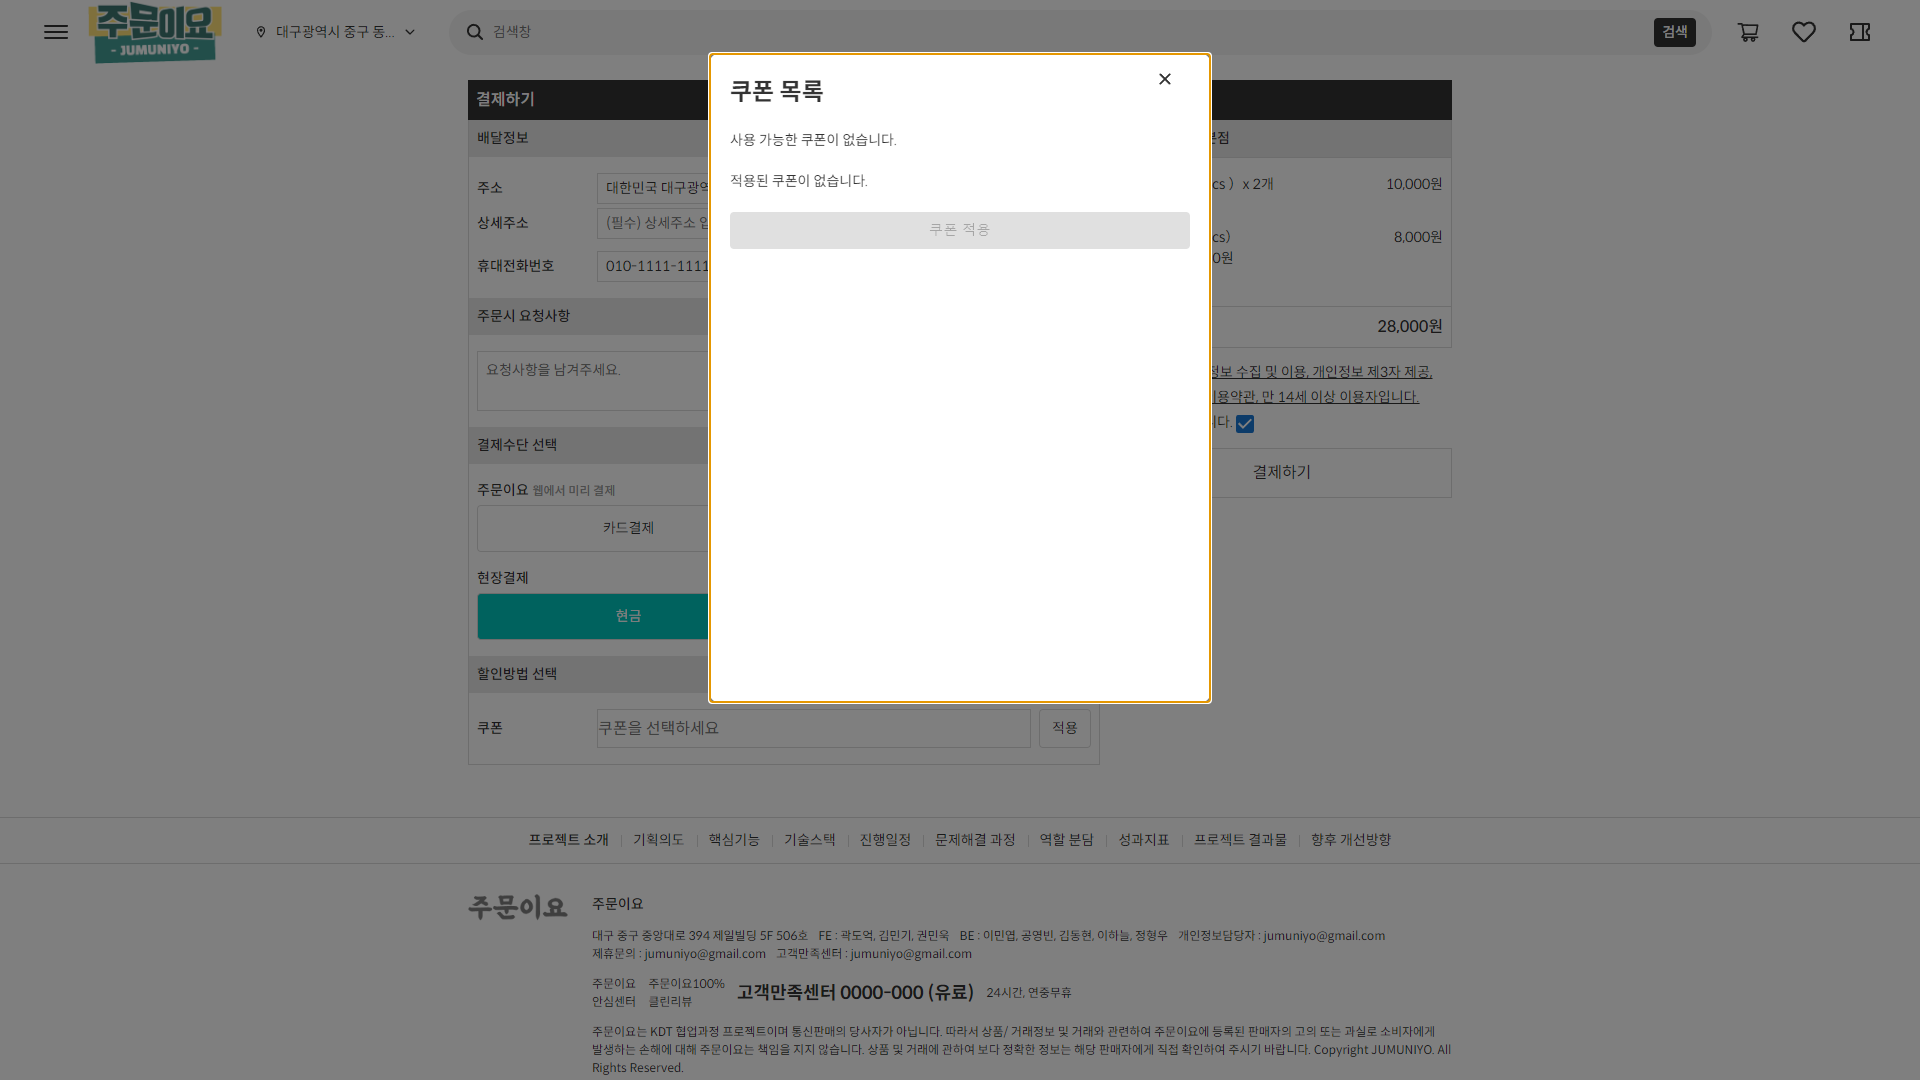 주문이요
- JUMUNIYO -
대구광역시 중구 동...
검색창
검색
쿠폰 목록
사용 가능한 쿠폰이 없습니다.
적용된 쿠폰이 없습니다.
쿠폰 적용
결제하기
배달정보
주소
대한민국 대구광역
상세주소
(필수) 상세주소 입
휴대전화번호
010-1111-1111
주문시 요청사항
요청사항을 남겨주세요.
결제수단 선택
주문이요 웹에서 미리 결제
카드결제
현장결제
현금
할인방법 선택
쿠폰
쿠폰을 선택하세요
적용
cs ) x 2개
10,000원
cs)
8,000원
0원
28,000원
정보 수집 및 이용, 개인정보 제3자 제공,
이용약관, 만 14세 이상 이용자입니다.
니다.
결제하기
프로젝트 소개
기획의도
핵심기능
기술스택
진행일정
문제해결 과정
역할 분담
성과지표
프로젝트 결과물
향후 개선방향
주문이요
주문이요
대구 중구 중앙대로 394 제일빌딩 5F 506호 FE : 곽도억, 김민기, 권민욱 BE : 이민엽, 공영빈, 김동현, 이하늘, 정형우 개인정보담당자 : jumuniyo@gmail.com
제휴문의 : jumuniyo@gmail.com 고객만족센터 : jumuniyo@gmail.com
주문이요
안심센터
주문이요100%
클린리뷰
고객만족센터 0000-000 (유료)
24시간, 연중무휴
주문이요는 KDT 협업과정 프로젝트이며 통신판매의 당사자가 아닙니다. 따라서 상품/ 거래정보 및 거래와 관련하여 주문이요에 등록된 판매자의 고의 또는 과실로 소비자에게
발생하는 손해에 대해 주문이요는 책임을 지지 않습니다. 상품 및 거래에 관하여 보다 정확한 정보는 해당 판매자에게 직접 확인하여 주시기 바랍니다. Copyright JUMUNIYO. All
Rights Reserved.